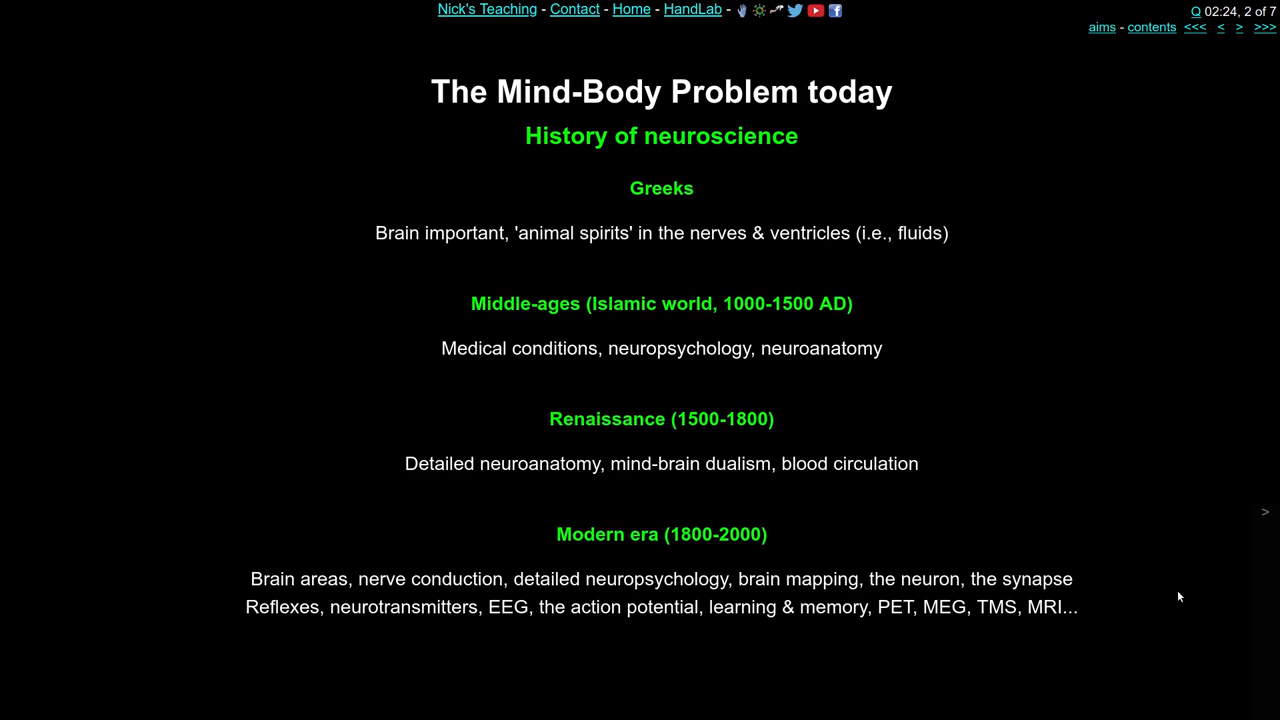 Nick's Teaching - Contact - Home - HandLab -
Q 02:24, 2 of 7
aims - contents <<< < > >>>
The Mind-Body Problem today
History of neuroscience
Greeks
Brain important, 'animal spirits' in the nerves & ventricles (i.e., fluids)
Middle-ages (Islamic world, 1000-1500 AD)
Medical conditions, neuropsychology, neuroanatomy
Renaissance (1500-1800)
Detailed neuroanatomy, mind-brain dualism, blood circulation
>
Modern era (1800-2000)
Brain areas, nerve conduction, detailed neuropsychology, brain mapping, the neuron, the synapse
Reflexes, neurotransmitters, EEG, the action potential, learning & memory, PET, MEG, TMS, MRI...